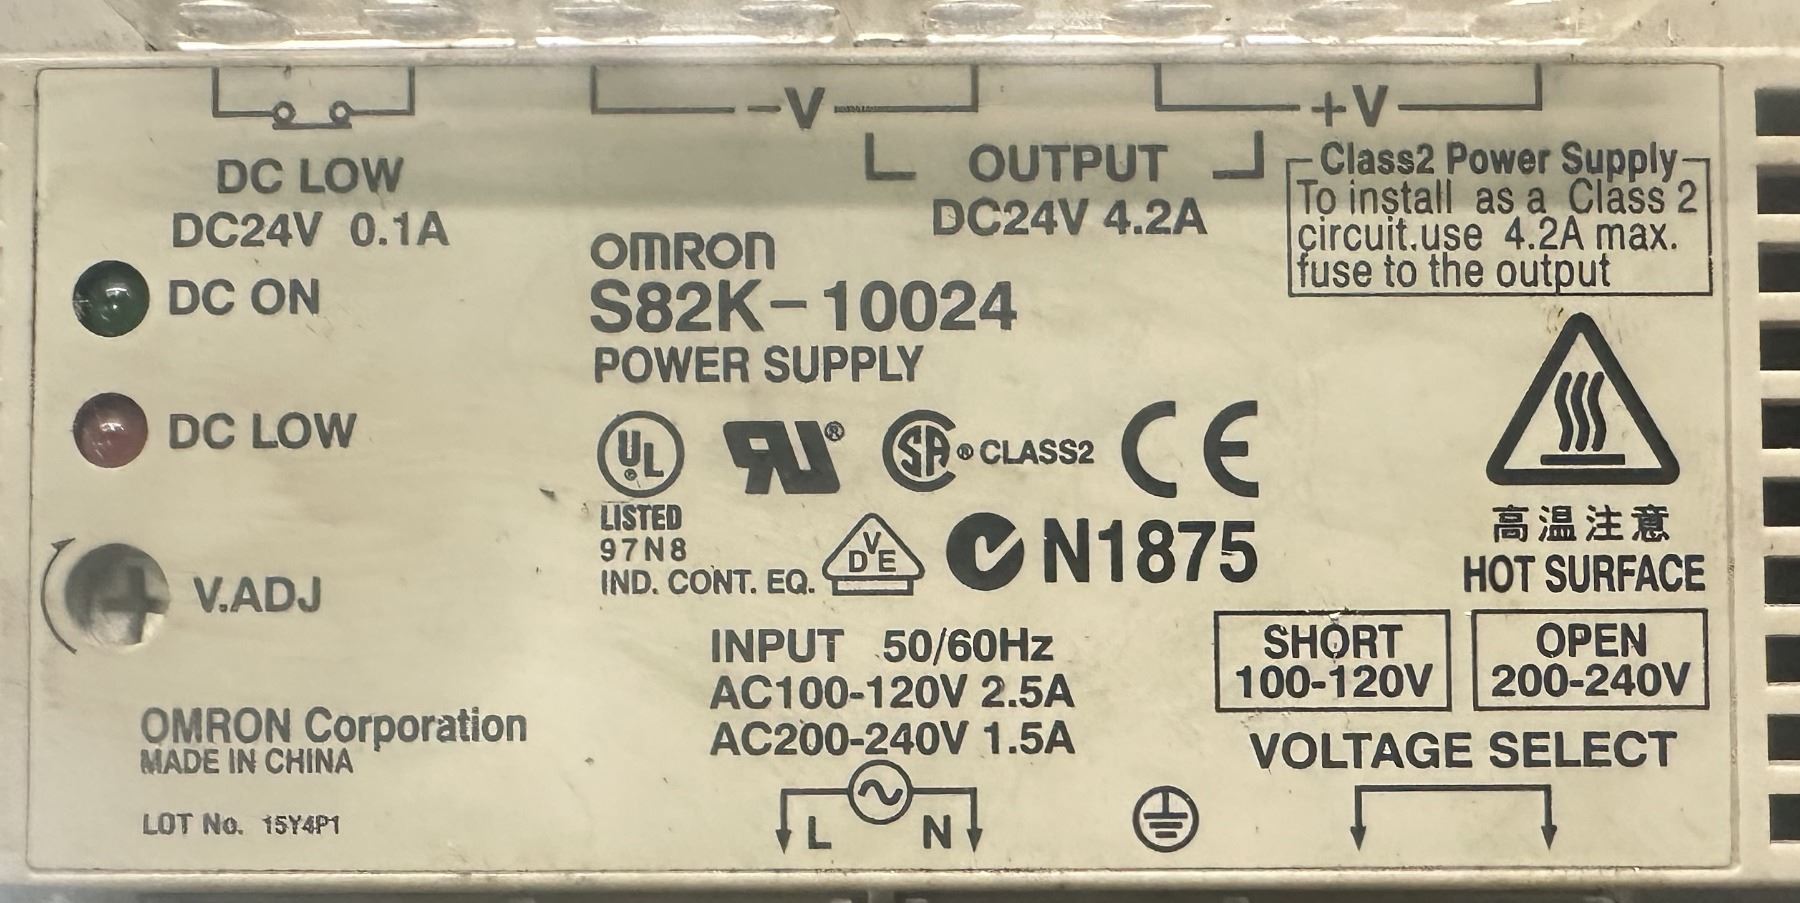 -V
+V
DC LOW
DC24V 0.1A
OUTPUT
DC24V 4.2A
Class2 Power Supply
To install as a Class 2
circuit.use 4.2A max.
fuse to the output
DC ON
DC LOW
V.ADJ
OMRON
S82K-10024
POWER SUPPLY
UL
LISTED
97N8
IND. CONT. EQ.
RU®
SA® CLASS2
CE
VDE
N1875
高温注意
HOT SURFACE
INPUT 50/60Hz
AC100-120V 2.5A
AC200-240V 1.5A
L N
SHORT
100-120V
OPEN
200-240V
VOLTAGE SELECT
OMRON Corporation
MADE IN CHINA
LOT No. 15Y4P1